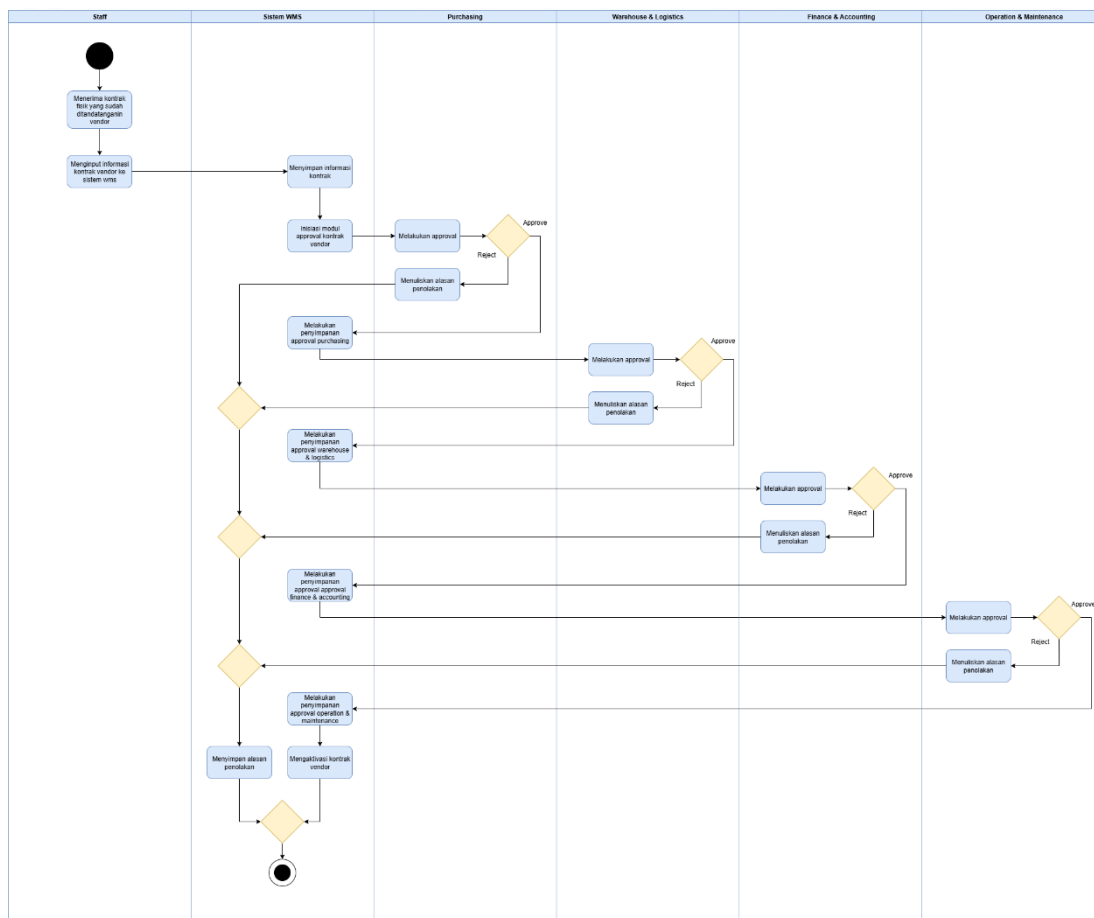 Staff
Sistem WMS
Purchasing
Warehouse & Logistics
Finance & Accounting
Operation & Maintenance
Menerima kontrak
fisik yang sudah
ditandatanganin
vendor
Menginput informasi
kontrak vendor ke
sistem wms
Menyimpan informasi
kontrak
Inisiasi modul
approval kontrak
vendor
Melakukan approval
Approve
Reject
Menuliskan alasan
penolakan
Melakukan
penyimpanan
approval purchasing
Melakukan approval
Approve
Reject
Menuliskan alasan
penolakan
Melakukan
penyimpanan
approval warehouse
& logistics
Melakukan approval
Approve
Reject
Menuliskan alasan
penolakan
Melakukan
penyimpanan
approval approval
finance & accounting
Melakukan approval
Approve
Reject
Menuliskan alasan
penolakan
Melakukan
penyimpanan
approval operation &
maintenance
Menyimpan alasan
penolakan
Mengaktivasi kontrak
vendor